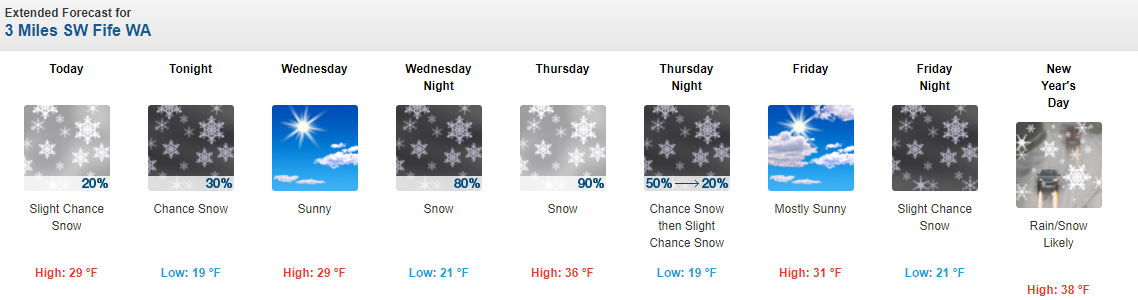 Extended Forecast for
3 Miles SW Fife WA
Today
20%
Slight Chance
Snow
High: 29 °F
Tonight
30%
Chance Snow
Low: 19 °F
Wednesday
Sunny
High: 29 °F
Wednesday
Night
80%
Snow
Low: 21 °F
Thursday
90%
Snow
High: 36 °F
Thursday
Night
50% 20%
Chance Snow
then Slight
Chance Snow
Low: 19 °F
Friday
Mostly Sunny
High: 31 °F
Friday
Night
Slight Chance
Snow
Low: 21 °F
New
Year's
Day
Rain/Snow
Likely
High: 38 °F